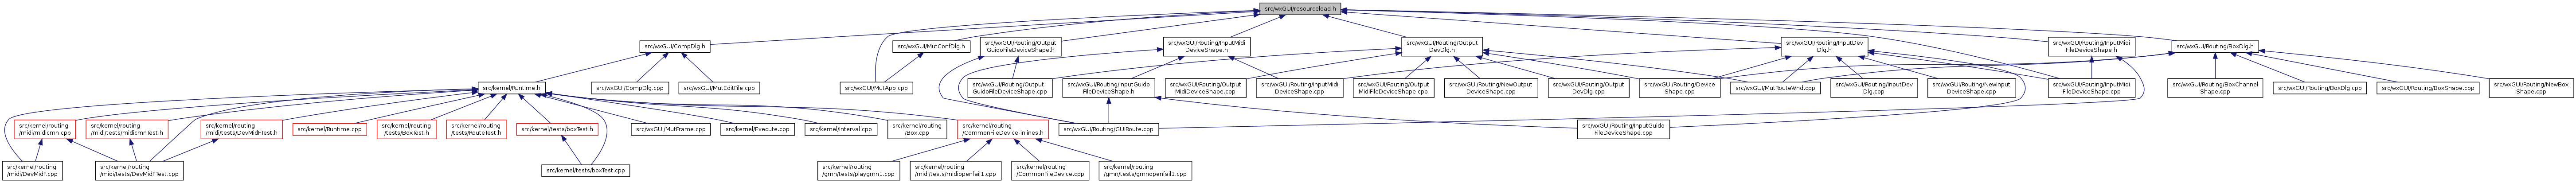 src/wxGUI/resourceload.h
src/wxGUI/CompDlg.h
src/wxGUI/MutConfDlg.h
src/wxGUI/Routing/Output
GuidoFileDeviceShape.h
src/wxGUI/Routing/InputMidi
DeviceShape.h
src/wxGUI/Routing/Output
DevDlg.h
src/wxGUI/Routing/InputDev
Dlg.h
src/wxGUI/Routing/InputMidi
FileDeviceShape.h
src/wxGUI/Routing/BoxDlg.h
src/kernel/Runtime.h
src/wxGUI/CompDlg.cpp
src/wxGUI/MutEditFile.cpp
src/wxGUI/MutApp.cpp
src/wxGUI/Routing/Output
GuidoFileDeviceShape.cpp
src/wxGUI/Routing/InputGuido
FileDeviceShape.h
src/wxGUI/Routing/Output
MidiDeviceShape.cpp
src/wxGUI/Routing/InputMidi
DeviceShape.cpp
src/wxGUI/Routing/Output
MidiFileDeviceShape.cpp
src/wxGUI/Routing/NewOutput
DeviceShape.cpp
src/wxGUI/Routing/Output
DevDlg.cpp
src/wxGUI/Routing/Device
Shape.cpp
src/wxGUI/MutRouteWnd.cpp
src/wxGUI/Routing/InputDev
Dlg.cpp
src/wxGUI/Routing/NewInput
DeviceShape.cpp
src/wxGUI/Routing/InputMidi
FileDeviceShape.cpp
src/wxGUI/Routing/BoxChannel
Shape.cpp
src/wxGUI/Routing/BoxDlg.cpp
src/wxGUI/Routing/BoxShape.cpp
src/wxGUI/Routing/NewBox
Shape.cpp
src/kernel/routing
/midi/midicmn.cpp
src/kernel/routing
/midi/tests/midicmnTest.h
src/kernel/routing
/midi/tests/DevMidFTest.h
src/kernel/Runtime.cpp
src/kernel/routing
/tests/BoxTest.h
src/kernel/routing
/tests/RouteTest.h
src/kernel/tests/boxTest.h
src/wxGUI/MutFrame.cpp
src/kernel/Execute.cpp
src/kernel/Interval.cpp
src/kernel/routing
/Box.cpp
src/kernel/routing
/CommonFileDevice-inlines.h
src/wxGUI/Routing/GUIRoute.cpp
src/wxGUI/Routing/InputGuido
FileDeviceShape.cpp
src/kernel/routing
/midi/DevMidF.cpp
src/kernel/routing
/midi/tests/DevMidFTest.cpp
src/kernel/tests/boxTest.cpp
src/kernel/routing
/gmn/tests/playgmn1.cpp
src/kernel/routing
/midi/tests/midiopenfail1.cpp
src/kernel/routing
/CommonFileDevice.cpp
src/kernel/routing
/gmn/tests/gmnopenfail1.cpp